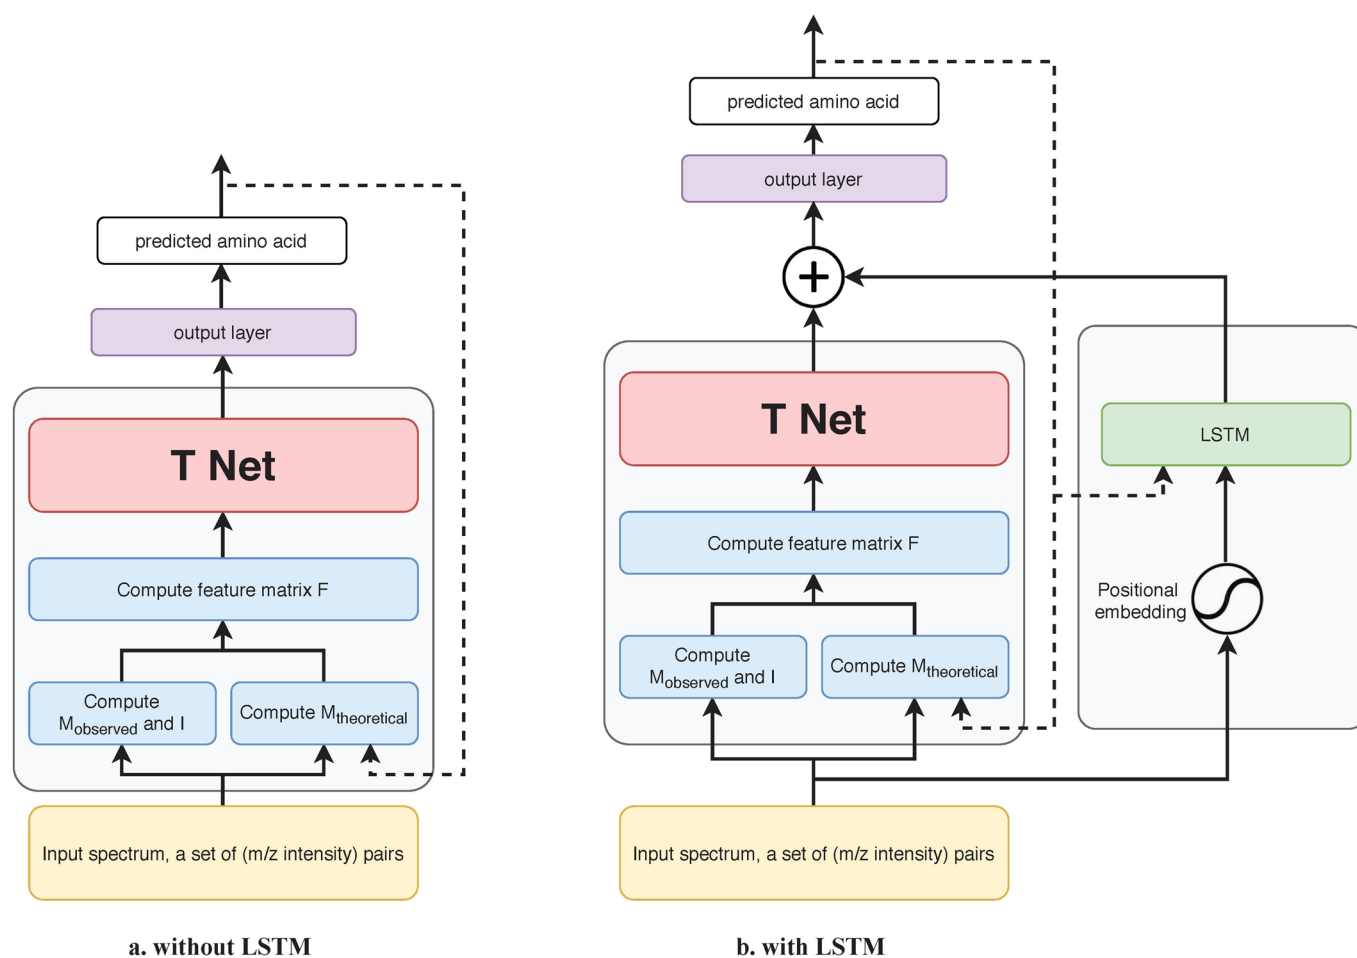 predicted amino acid
output layer
T Net
Compute feature matrix F
Compute
Mobserved and I
Compute Mtheoretical
Input spectrum, a set of (m/z intensity) pairs
a. without LSTM
predicted amino acid
output layer
+
T Net
Compute feature matrix F
Compute
Mobserved and I
Compute Mtheoretical
Input spectrum, a set of (m/z intensity) pairs
LSTM
Positional
embedding
b. with LSTM